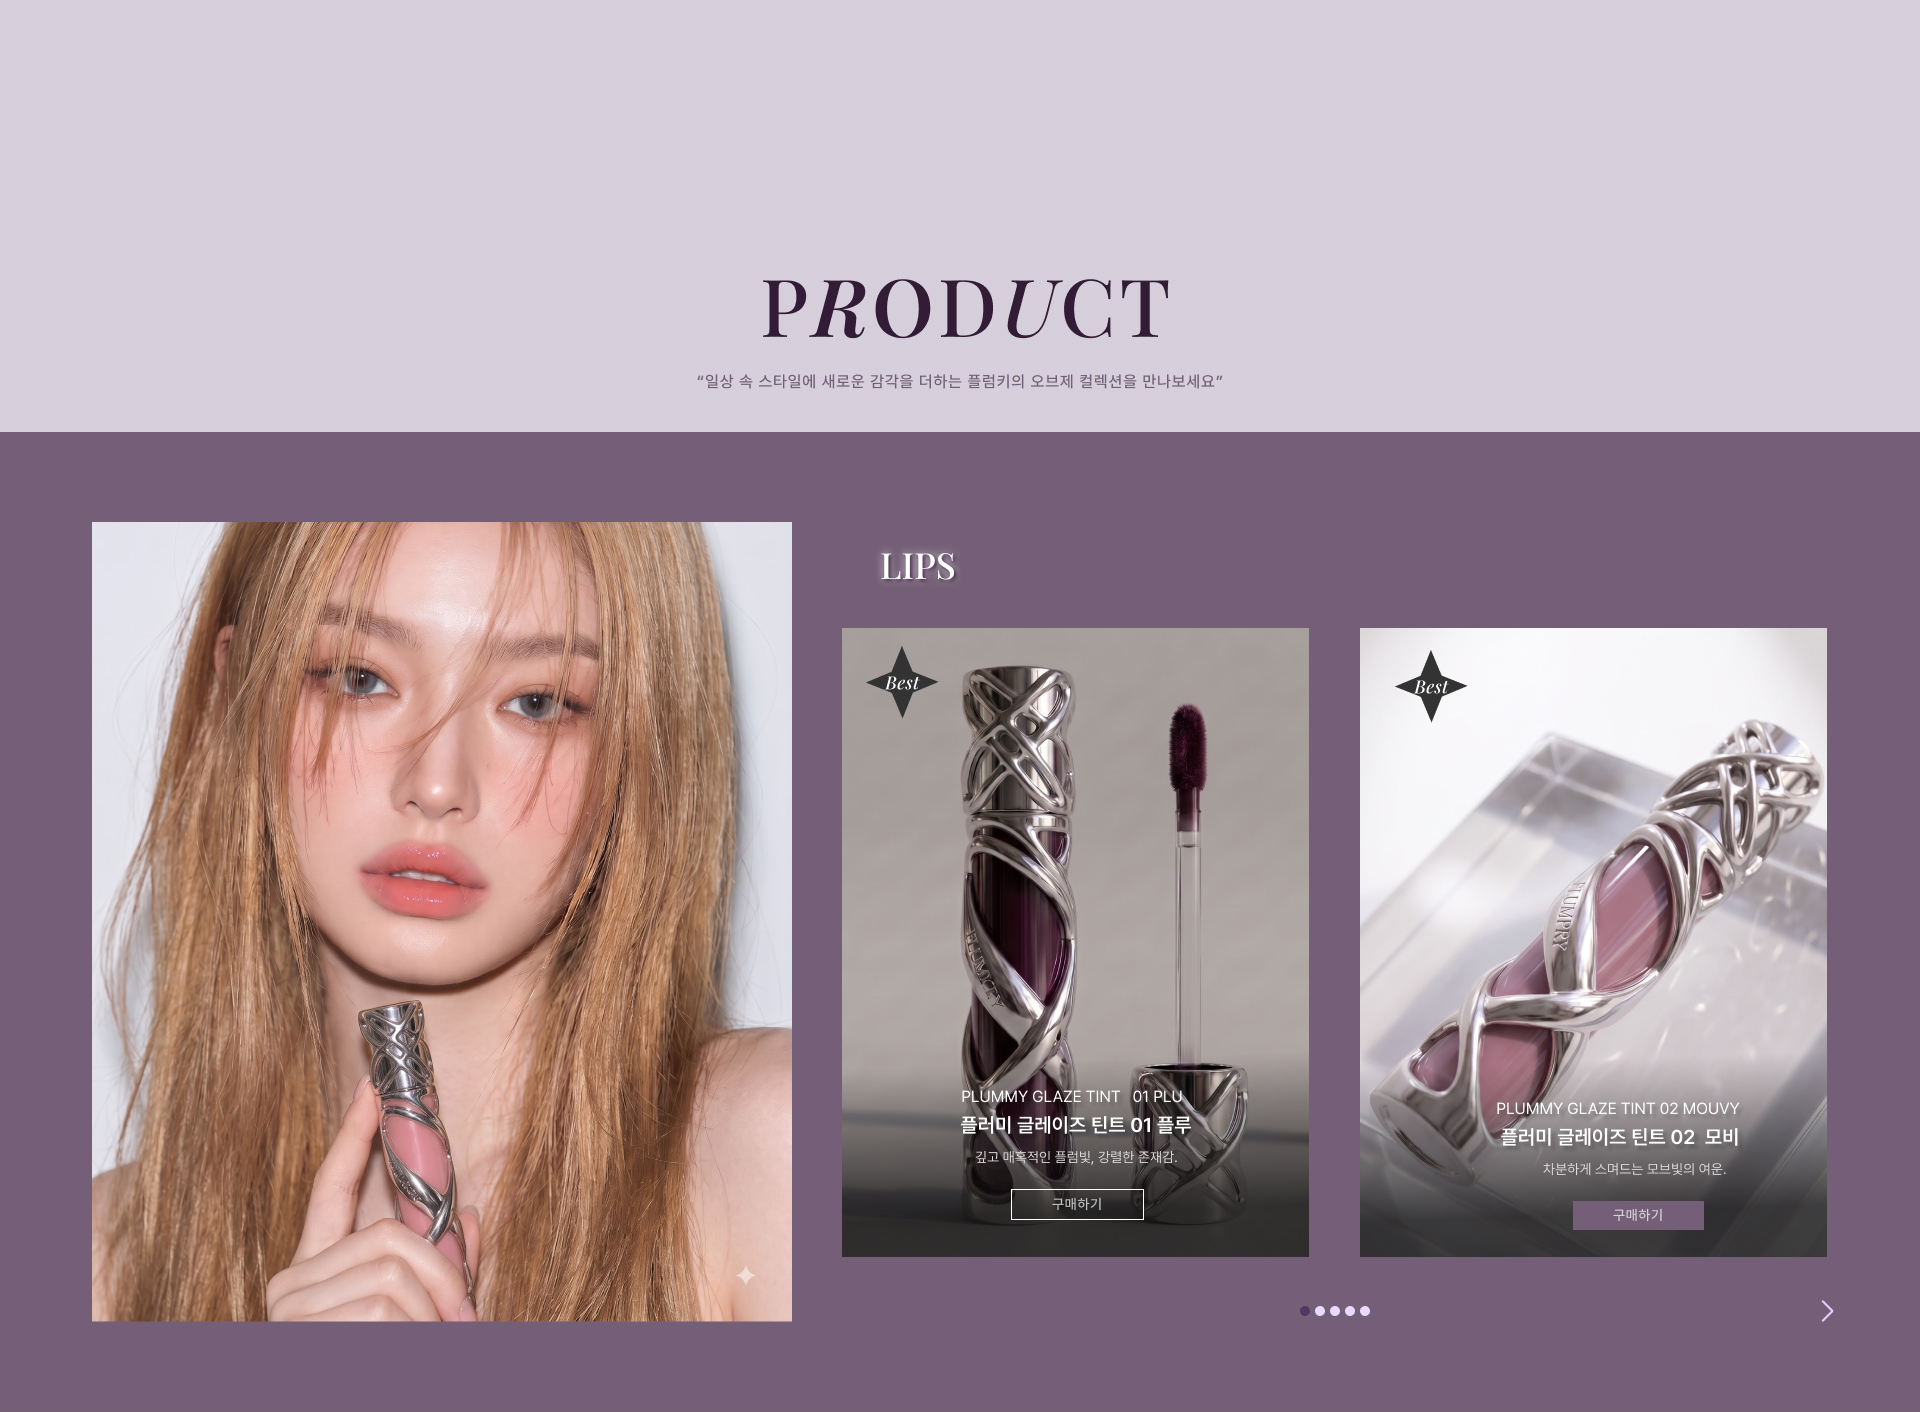 PRODUCT
“일상 속 스타일에 새로운 감각을 더하는 플럼키의 오브제 컬렉션을 만나보세요”
LIPS
Best
PLUMMY GLAZE TINT 01 PLU
플러미 글레이즈 틴트 01 플루
깊고 매혹적인 플럼빛, 강렬한 존재감.
구매하기
Best
PLUMPRY
PLUMMY GLAZE TINT 02 MOUVY
플러미 글레이즈 틴트 02 모비
차분하게 스며드는 모브빛의 여운.
구매하기